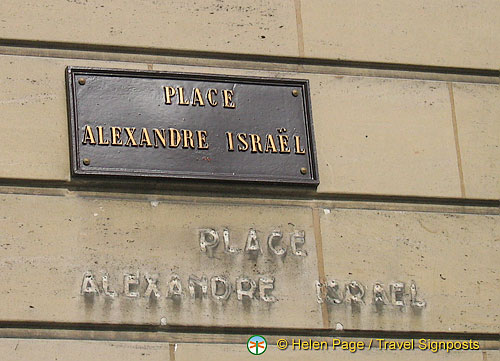 PLACE
ALEXANDRE ISRAËL
PLACE
ALEXANDRE ISRAEL
© Helen Page / Travel Signposts